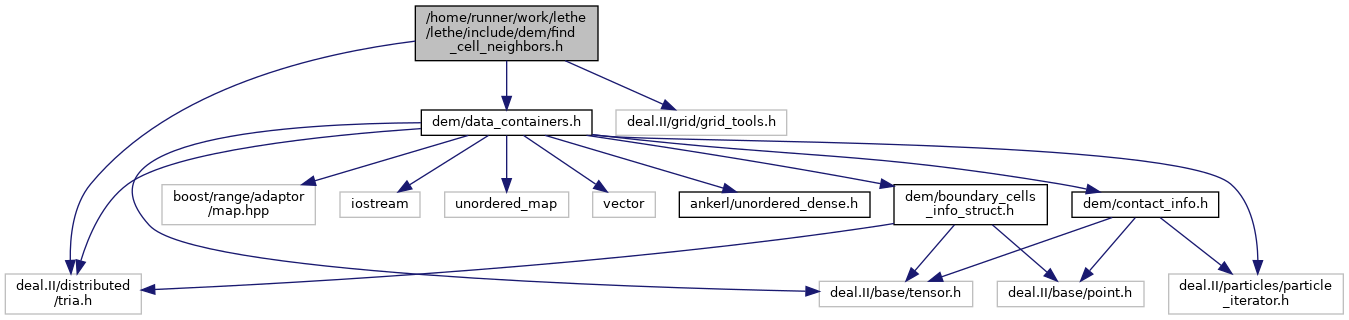 /home/runner/work/lethe
/lethe/include/dem/find
_cell_neighbors.h
dem/data_containers.h
deal.II/grid/grid_tools.h
boost/range/adaptor
/map.hpp
iostream
unordered_map
vector
ankerl/unordered_dense.h
dem/boundary_cells
_info_struct.h
dem/contact_info.h
deal.II/distributed
/tria.h
deal.II/base/tensor.h
deal.II/base/point.h
deal.II/particles/particle
_iterator.h